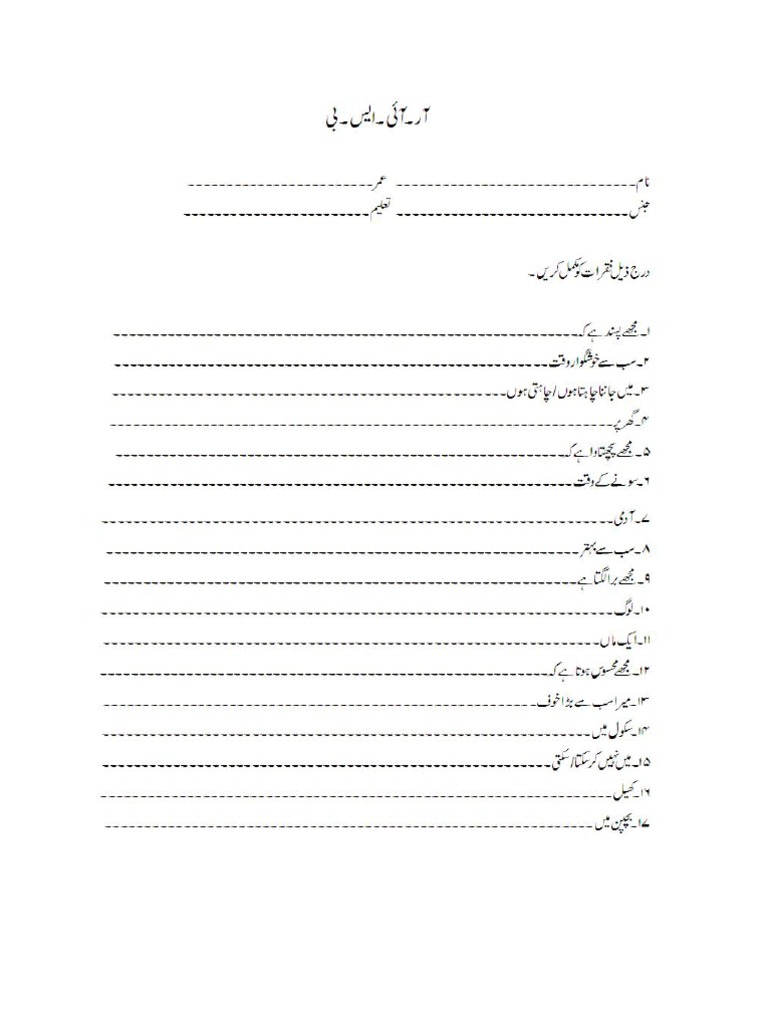 آر۔آئی۔ایس۔بی
نام------------------------------- عمر------------------------
جنس------------------------------ تعلیم------------------------
درج ذیل فقرات کو مکمل کریں۔
۱۔مجھے پسند ہے کہ------------------------------------------------------------
۲۔سب سے خوشگوار وقت--------------------------------------------------------
۳۔میں جاننا چاہتا ہوں/چاہتی ہوں---------------------------------------------------
۴۔گھر پر-----------------------------------------------------------------
۵۔مجھے پچھتاوا ہے کہ----------------------------------------------------------
۶۔سونے کے وقت------------------------------------------------------------
۷۔آدمی------------------------------------------------------------------
۸۔سب سے بہتر-------------------------------------------------------------
۹۔مجھے برا لگتا ہے-------------------------------------------------------------
۱۰۔لوگ------------------------------------------------------------------
۱۱۔ایک ماں----------------------------------------------------------------
۱۲۔مجھے محسوس ہوتا ہے کہ----------------------------------------------------------
۱۳۔میرا سب سے بڑا خوف--------------------------------------------------------
۱۴۔سکول میں---------------------------------------------------------------
۱۵۔میں نہیں کر سکتا/سکتی----------------------------------------------------------
۱۶۔کھیل------------------------------------------------------------------
۱۷۔بچپن میں---------------------------------------------------------------